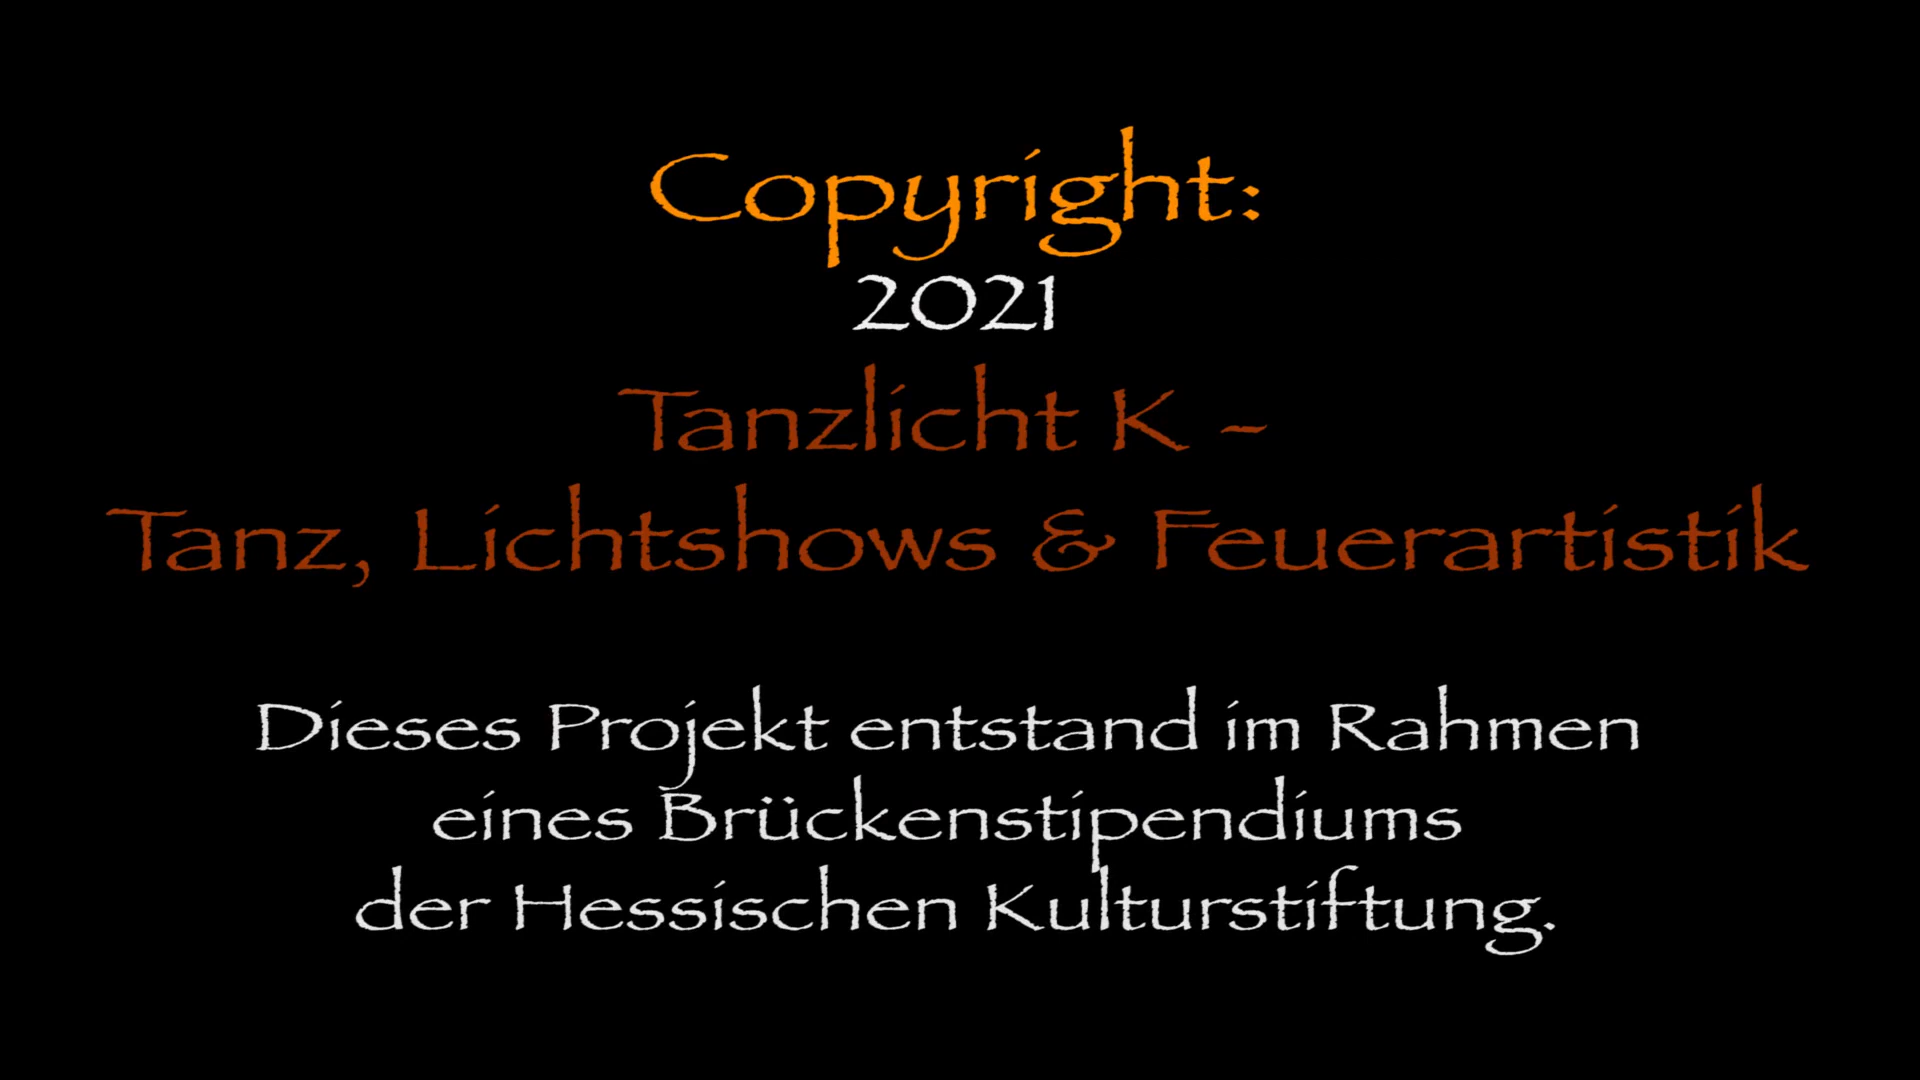 Copyright:
2021
Tanzlicht K -
Tanz, Lichtshows & Feuerartistik
Dieses Projekt entstand im Rahmen
eines Brückenstipendiums
der Hessischen Kulturstiftung.